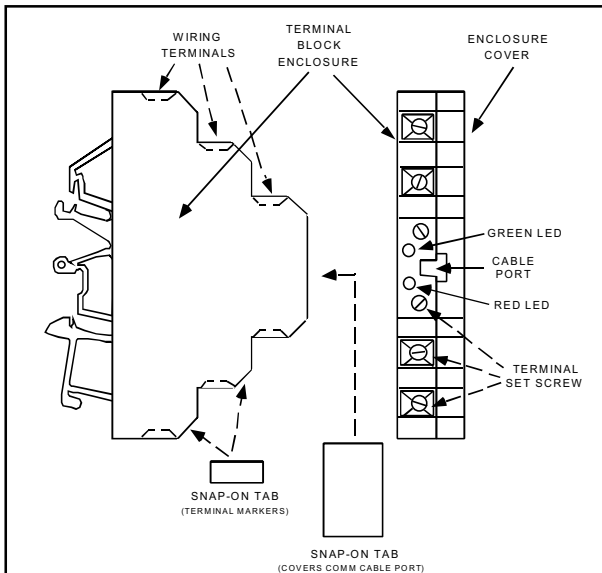 WIRING
TERMINALS
TERMINAL
BLOCK
ENCLOSURE
ENCLOSURE
COVER
GREEN LED
CABLE
PORT
RED LED
TERMINAL
SET SCREW
SNAP-ON TAB
(TERMINAL MARKERS)
SNAP-ON TAB
(COVERS COMM CABLE PORT)